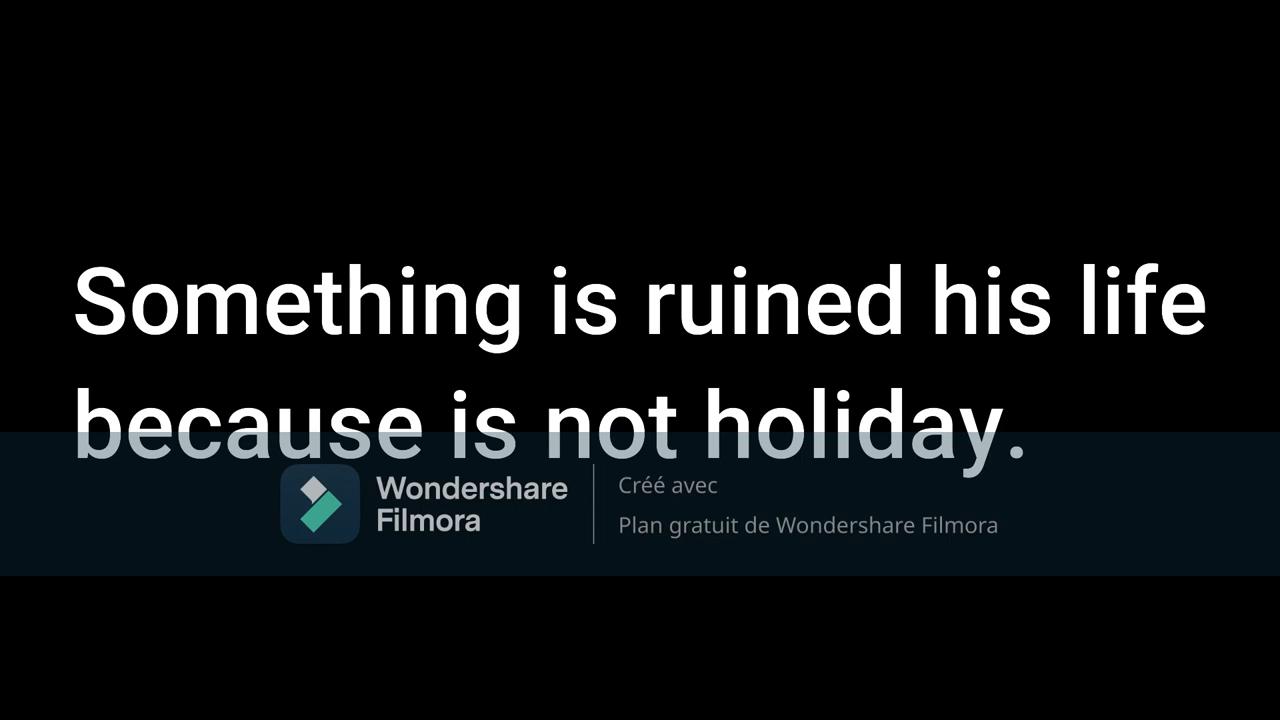 Something is ruined his life
because is not holiday.
Wondershare
Filmora
Créé avec
Plan gratuit de Wondershare Filmora